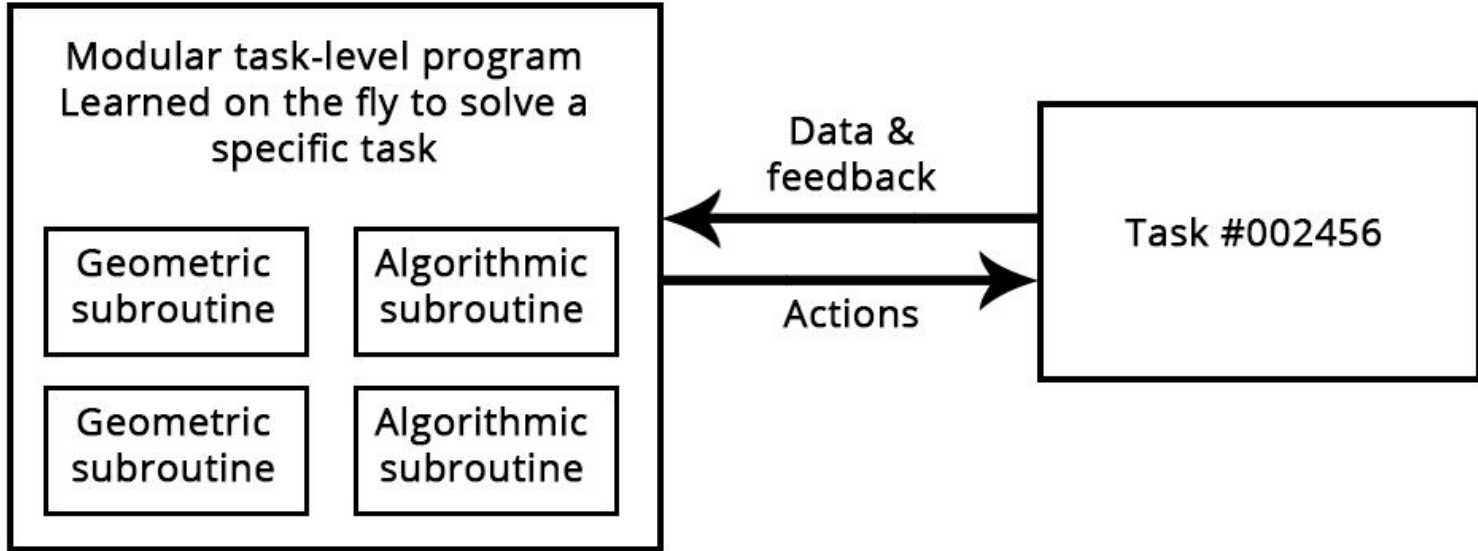 Modular task-level program
Learned on the fly to solve a
specific task
Geometric
subroutine
Algorithmic
subroutine
Geometric
subroutine
Algorithmic
subroutine
Data &
feedback
Actions
Task #002456